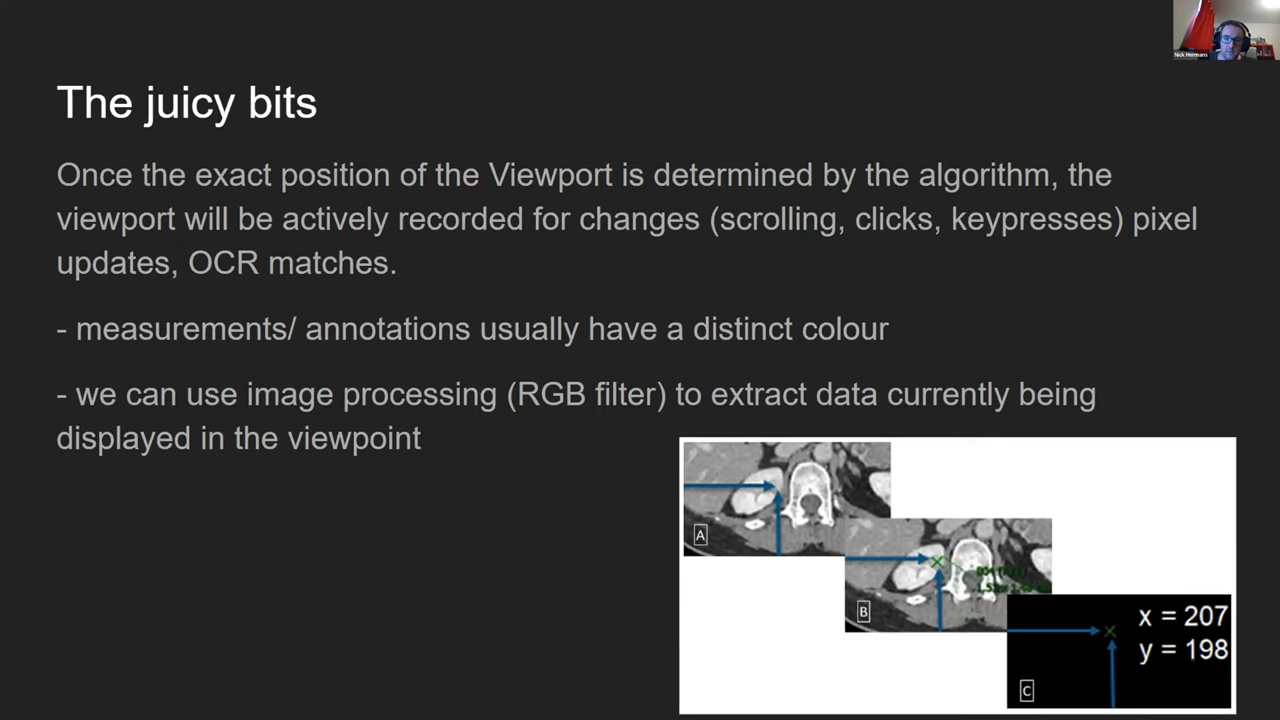 Nick Hermans
The juicy bits
Once the exact position of the Viewport is determined by the algorithm, the
viewport will be actively recorded for changes (scrolling, clicks, keypresses) pixel
updates, OCR matches.
- measurements/ annotations usually have a distinct colour
- we can use image processing (RGB filter) to extract data currently being
displayed in the viewpoint
A
B
x = 207
y = 198
C